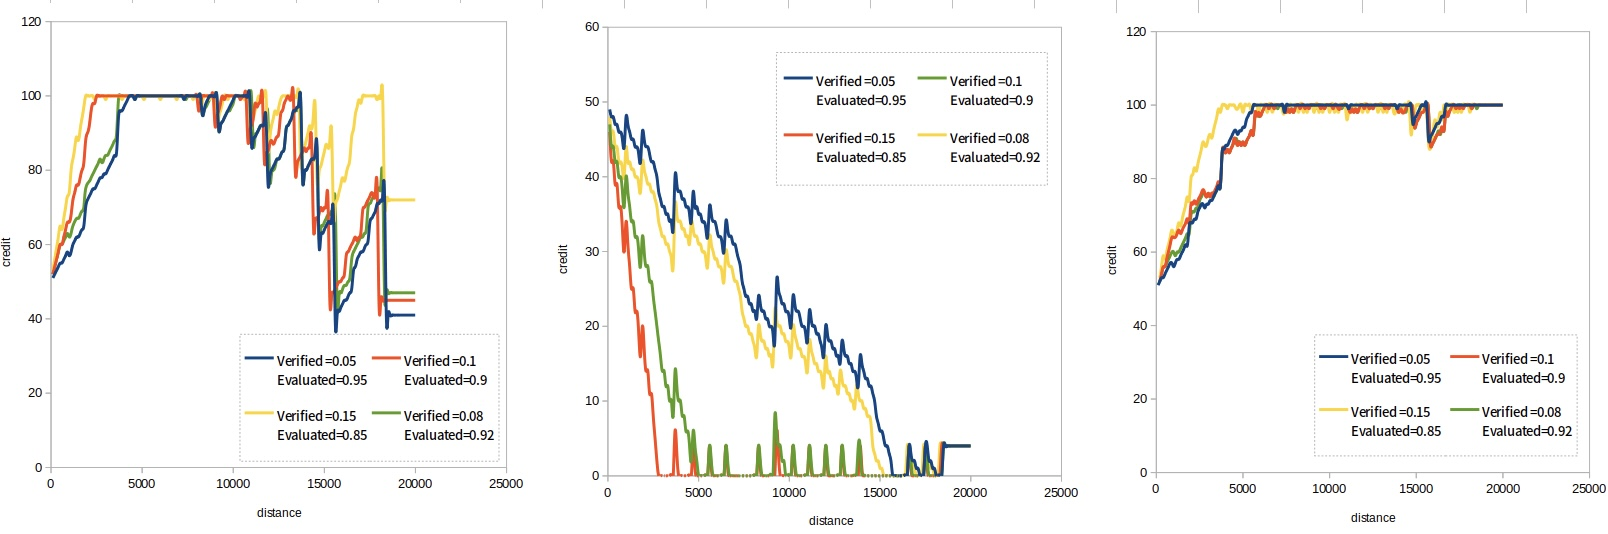 120
100
80
60
40
20
0
credit
Verified =0.05 Verified =0.1
Evaluated=0.95 Evaluated=0.9
Verified =0.15 Verified =0.08
Evaluated=0.85 Evaluated=0.92
0 5000 10000 15000 20000 25000
distance
60
50
40
30
20
10
0
credit
Verified =0.05 Verified =0.1
Evaluated=0.95 Evaluated=0.9
Verified =0.15 Verified =0.08
Evaluated=0.85 Evaluated=0.92
0 5000 10000 15000 20000 25000
distance
120
100
80
60
40
20
0
credit
Verified =0.05 Verified =0.1
Evaluated=0.95 Evaluated=0.9
Verified =0.15 Verified =0.08
Evaluated=0.85 Evaluated=0.92
0 5000 10000 15000 20000 25000
distance